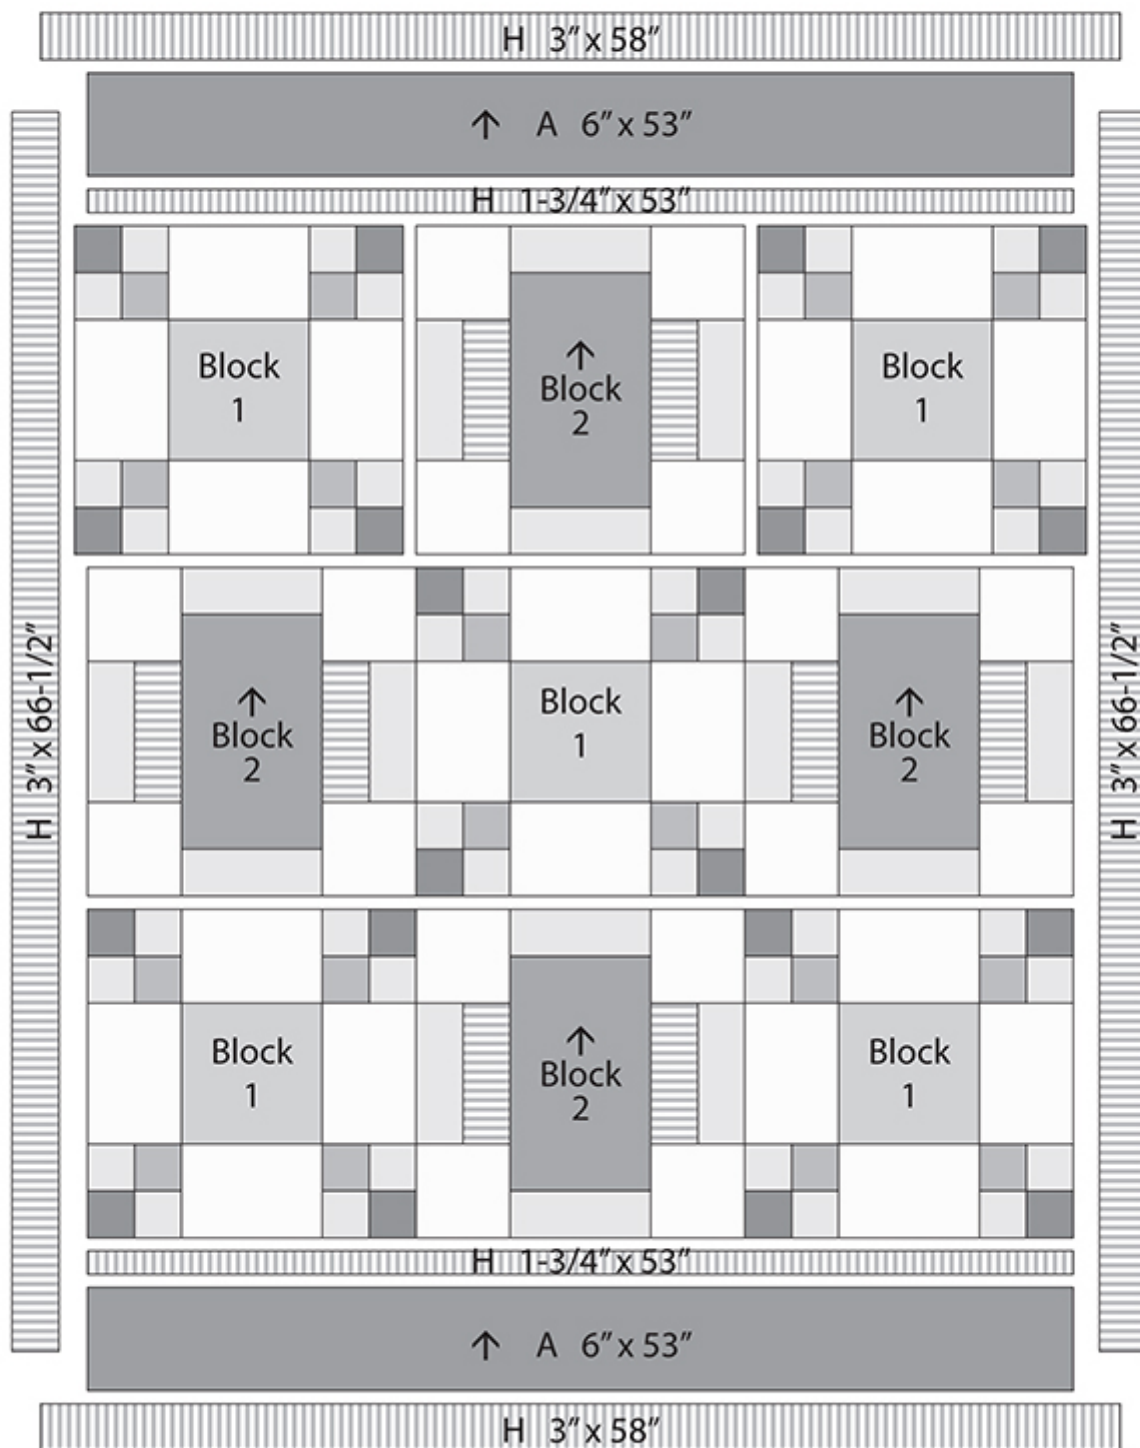 H 3” x 58”
↑ A 6” x 53”
H 1-3/4” x 53”
H 3” x 66-1/2”
H 3” x 66-1/2”
Block
1
↑
Block
2
Block
1
↑
Block
2
Block
1
↑
Block
2
Block
1
↑
Block
2
Block
1
H 1-3/4” x 53”
↑ A 6” x 53”
H 3” x 58”